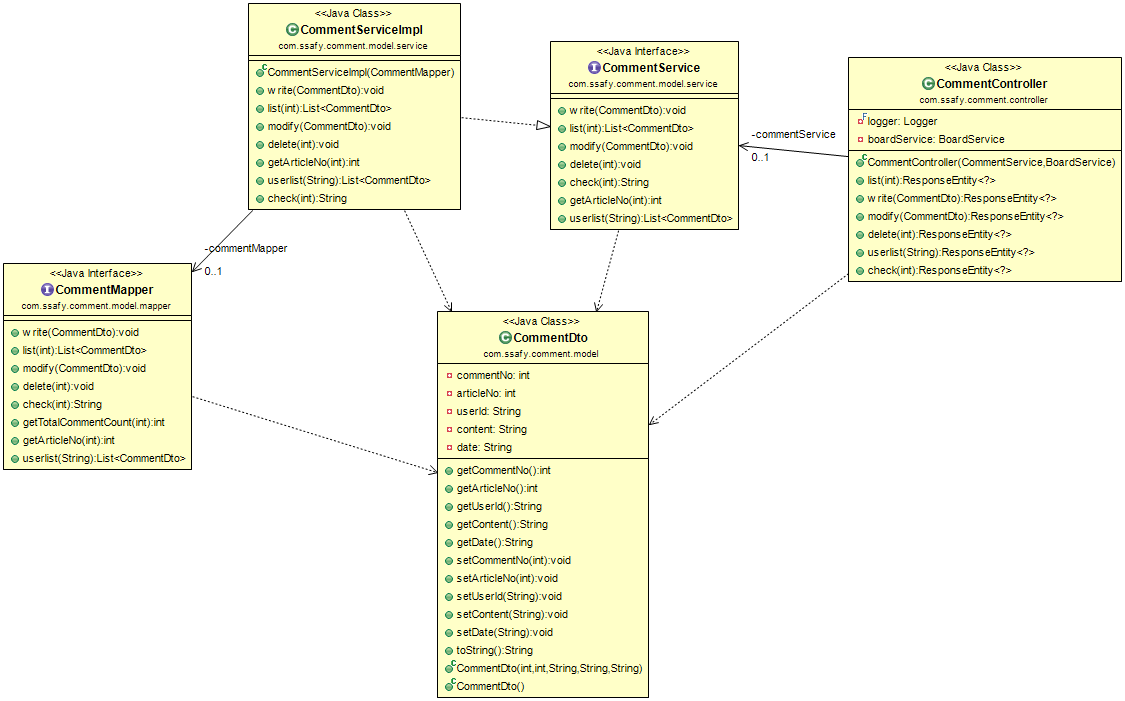 <<Java Class>>
CommentServiceImpl
com.ssafy.comment.model.service
CommentServiceImpl(CommentMapper)
write(CommentDto):void
list(int):List<CommentDto>
modify(CommentDto):void
delete(int):void
getArticleNo(int):int
userlist(String):List<CommentDto>
check(int):String
<<Java Interface>>
CommentService
com.ssafy.comment.model.service
write(CommentDto):void
list(int):List<CommentDto>
modify(CommentDto):void
delete(int):void
check(int):String
getArticleNo(int):int
userlist(String):List<CommentDto>
-commentService
0..1
<<Java Class>>
CommentController
com.ssafy.comment.controller
logger: Logger
boardService: BoardService
CommentController(CommentService,BoardService)
list(int):ResponseEntity<?>
write(CommentDto):ResponseEntity<?>
modify(CommentDto):ResponseEntity<?>
delete(int):ResponseEntity<?>
userlist(String):ResponseEntity<?>
check(int):ResponseEntity<?>
-commentMapper
0..1
<<Java Interface>>
CommentMapper
com.ssafy.comment.model.mapper
write(CommentDto):void
list(int):List<CommentDto>
modify(CommentDto):void
delete(int):void
check(int):String
getTotalCommentCount(int):int
getArticleNo(int):int
userlist(String):List<CommentDto>
<<Java Class>>
CommentDto
com.ssafy.comment.model
commentNo: int
articleNo: int
userId: String
content: String
date: String
getCommentNo():int
getArticleNo():int
getUserId():String
getContent():String
getDate():String
setCommentNo(int):void
setArticleNo(int):void
setUserId(String):void
setContent(String):void
setDate(String):void
toString():String
CommentDto(int,int,String,String,String)
CommentDto()